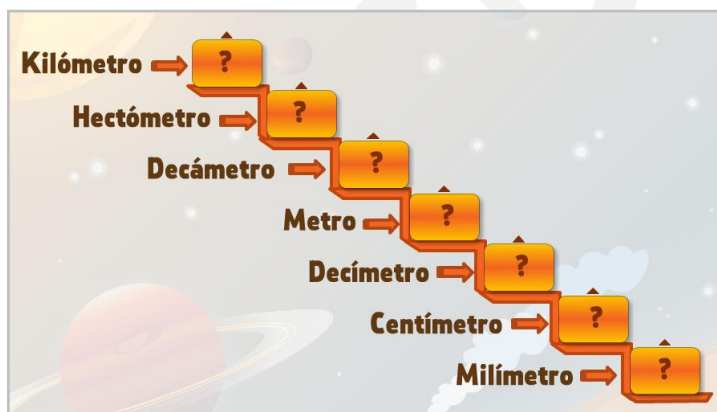 Kilómetro ?
Hectómetro ?
Decámetro ?
Metro ?
Decímetro ?
Centímetro ?
Milímetro ?